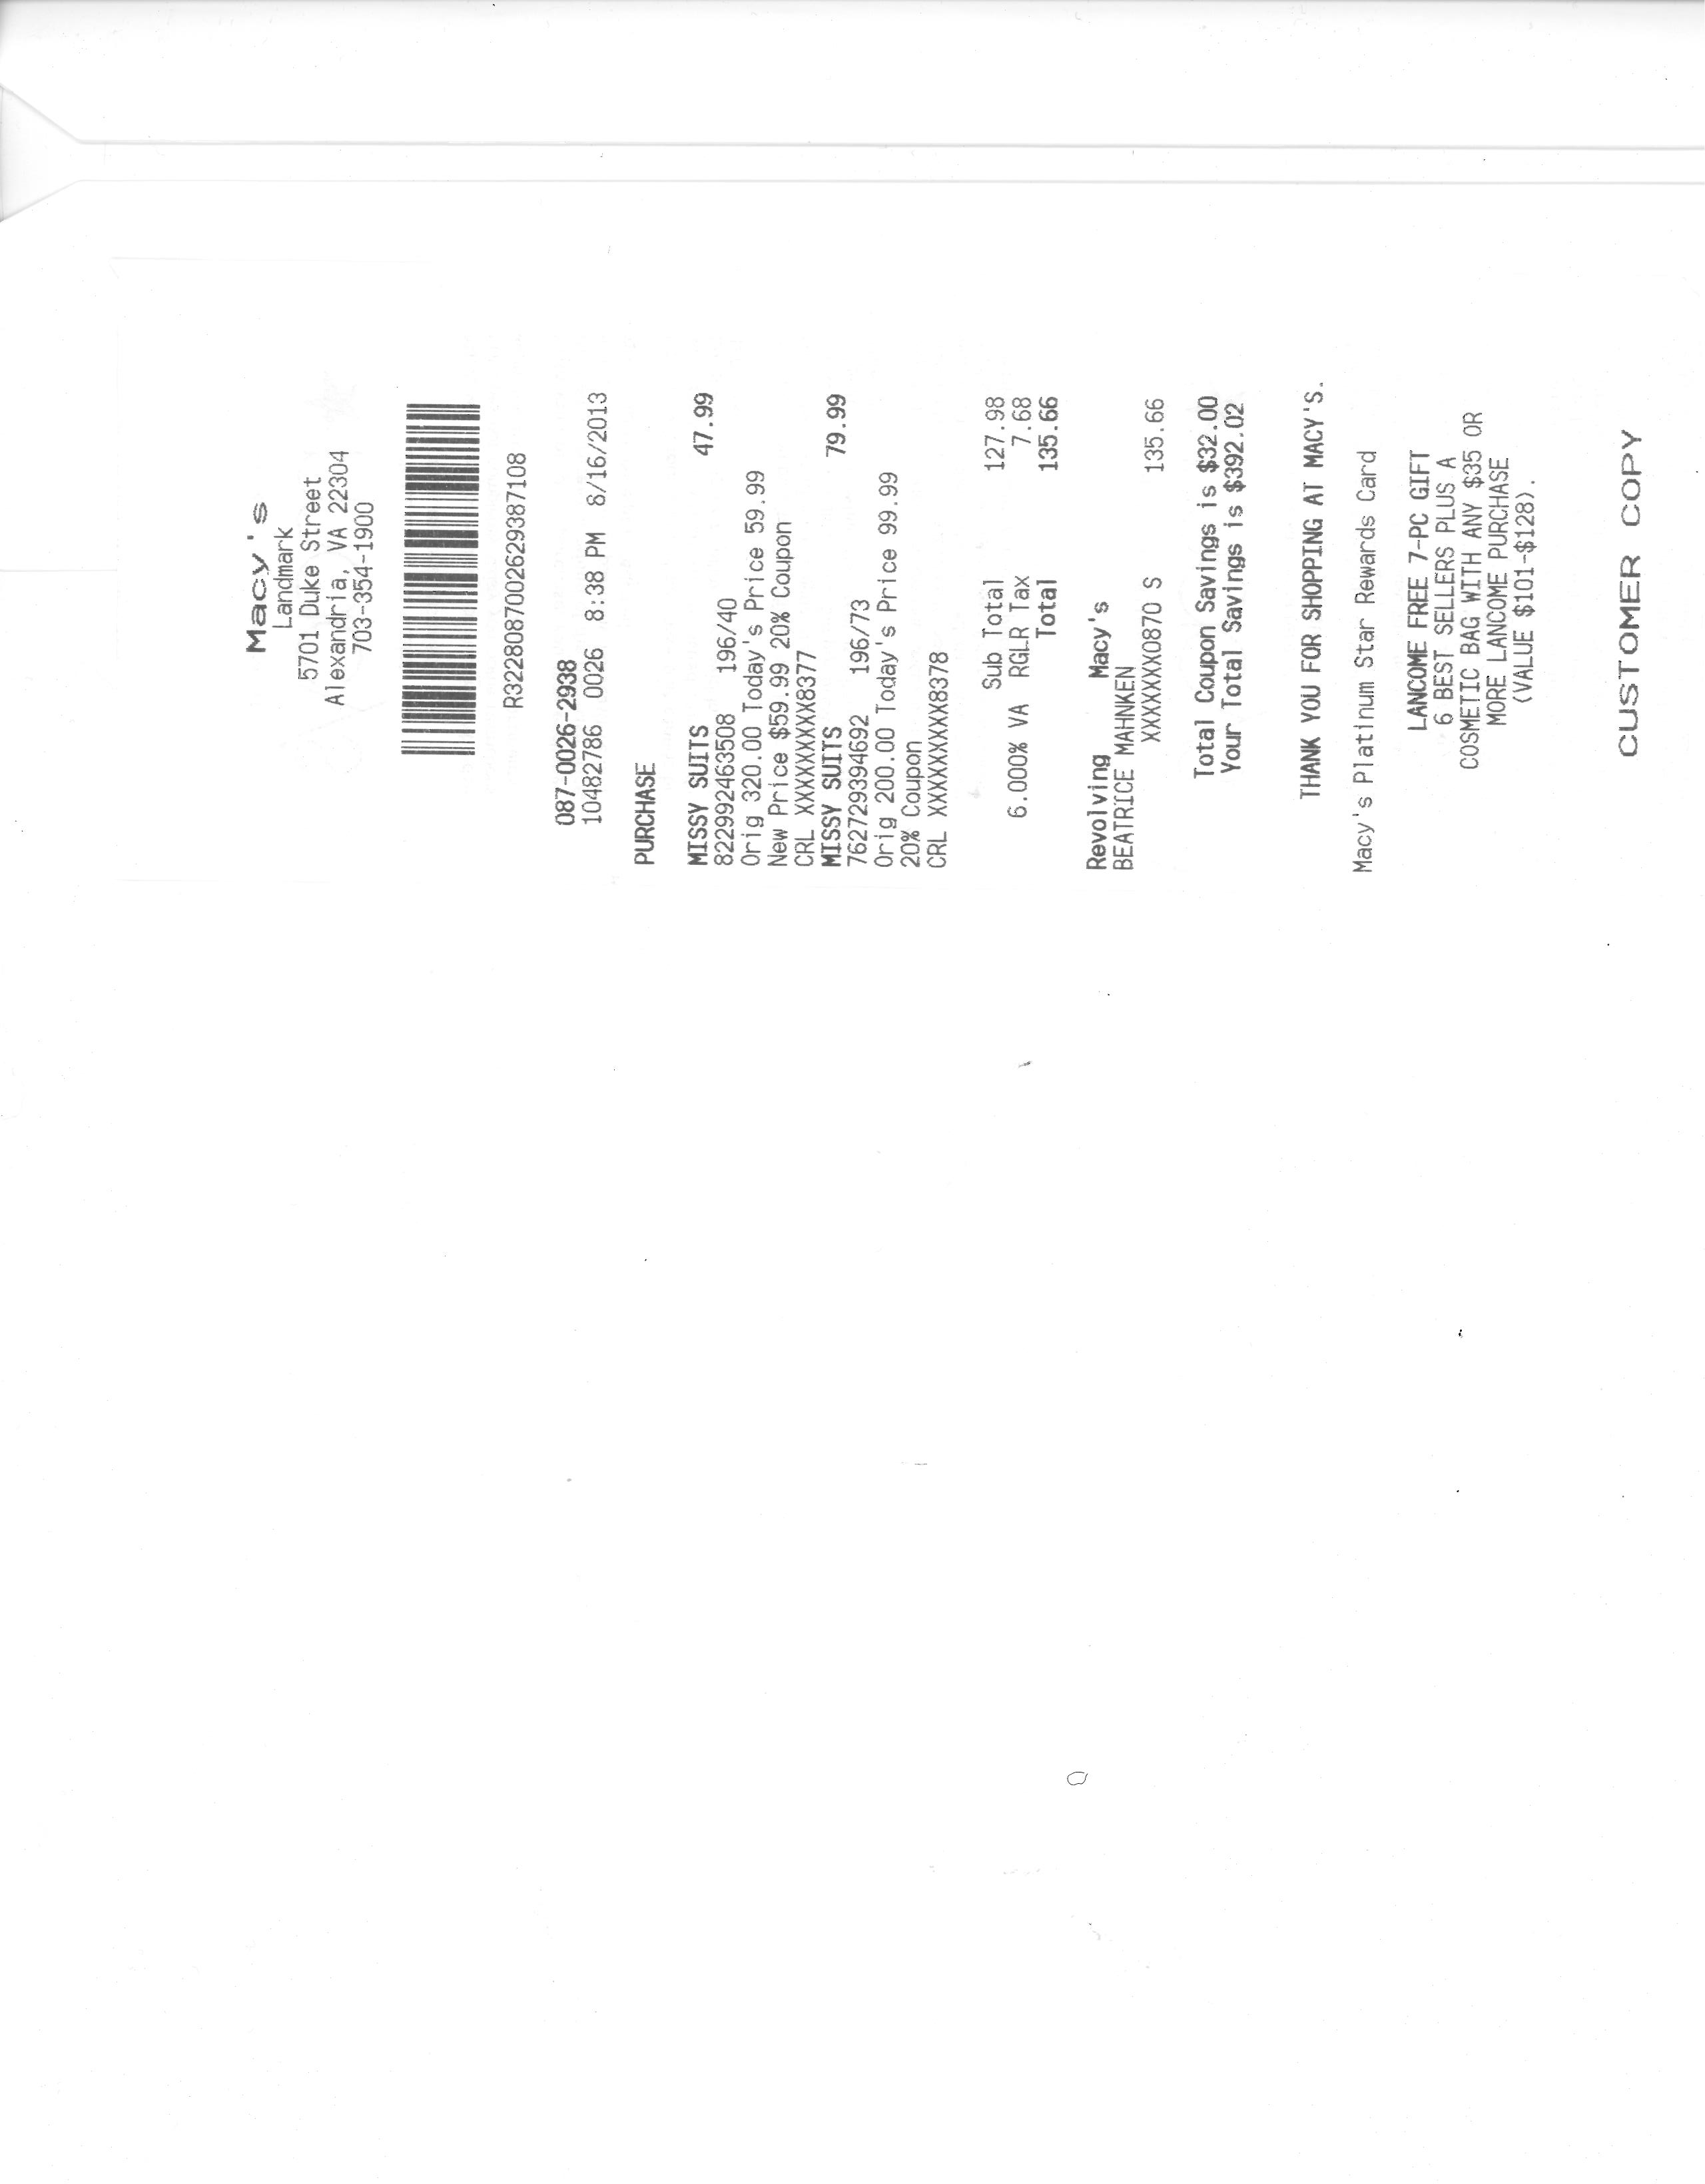 Macy's
Landmark
5701 Duke Street
Alexandria, VA 22304
703-354-1900
R3228087002629387108
087-0026-2938
10482786 0026 8:38 PM 8/16/2013
PURCHASE
MISSY SUITS 47.99
822992463508 196/40
Orig 320.00 Today's Price 59.99
New Price $59.99 20% Coupon
CRL XXXXXXXXX8377
MISSY SUITS 79.99
762729394692 196/73
Orig 200.00 Today's Price 99.99
20% Coupon
CRL XXXXXXXXX8378
Sub Total 127.98
6.000% VA RGLR Tax 7.68
Total 135.66
Revolving Macy's
BEATRICE MAHNKEN
XXXXXXXX0870 S 135.66
Total Coupon Savings is $32.00
Your Total Savings is $392.02
THANK YOU FOR SHOPPING AT MACY'S.
Macy's Platinum Star Rewards Card
LANCOME FREE 7-PC GIFT
6 BEST SELLERS PLUS A
COSMETIC BAG WITH ANY $35 OR
MORE LANCOME PURCHASE
(VALUE $101-$128).
CUSTOMER COPY